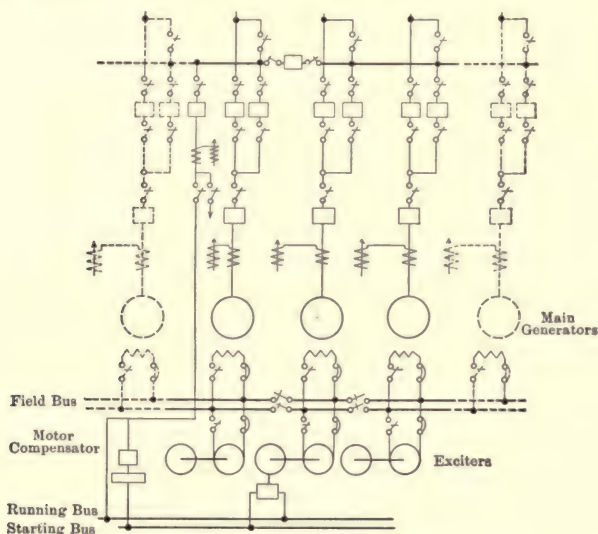 Main
Generators
Field Bus
Motor
Compensator
Exciters
Running Bus
Starting Bus